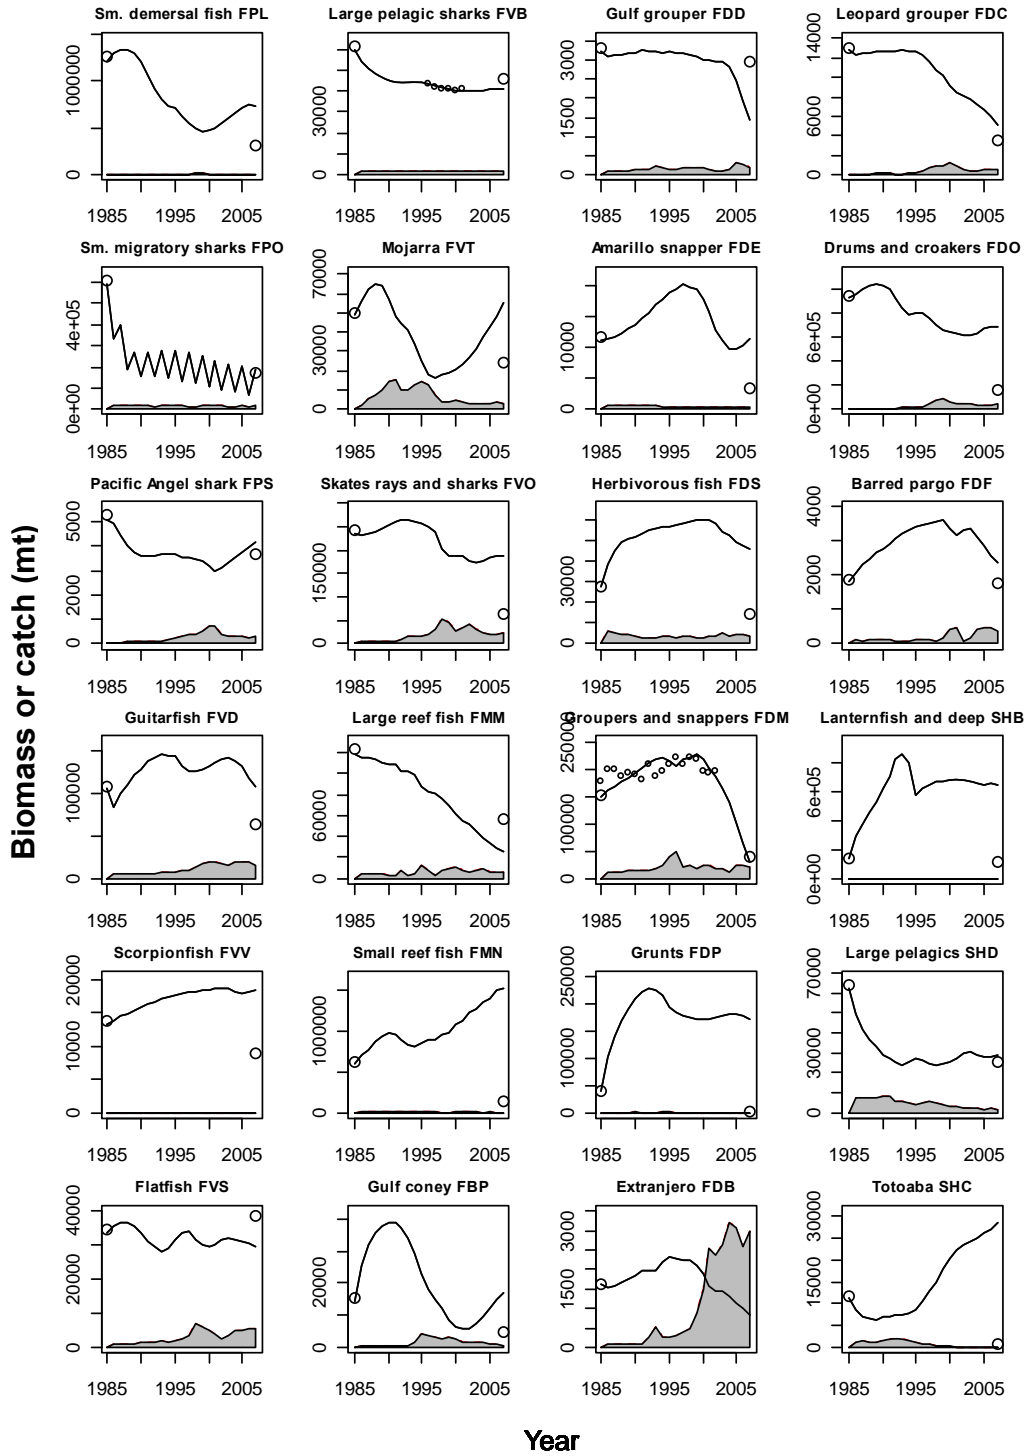 Sm. demersal fish FPL
Large pelagic sharks FVB
Gulf grouper FDD
Leopard grouper FDC
0 1000000
0 30000
0 1500 3000
0 6000 14000
1985 1995 2005
1985 1995 2005
1985 1995 2005
1985 1995 2005
Sm. migratory sharks FPO
Mojarra FVT
Amarillo snapper FDE
Drums and croakers FDO
0e+00 4e+05
0 30000 70000
0 10000
0e+00 6e+05
1985 1995 2005
1985 1995 2005
1985 1995 2005
1985 1995 2005
Pacific Angel shark FPS
Skates rays and sharks FVO
Herbivorous fish FDS
Barred pargo FDF
0 2000 5000
0 150000
0 30000
0 2000 4000
1985 1995 2005
1985 1995 2005
1985 1995 2005
1985 1995 2005
Biomass or catch (mt)
Guitarfish FVD
Large reef fish FMM
Groupers and snappers FDM
Lanternfish and deep SHB
0 100000
0 60000
0 100000 250000
0e+00 6e+05
1985 1995 2005
1985 1995 2005
1985 1995 2005
1985 1995 2005
Scorpionfish FVV
Small reef fish FMN
Grunts FDP
Large pelagics SHD
0 10000 20000
0 1000000
0 100000 250000
0 30000 70000
1985 1995 2005
1985 1995 2005
1985 1995 2005
1985 1995 2005
Flatfish FVS
Gulf coney FBP
Extranjero FDB
Totoaba SHC
0 20000 40000
0 20000
0 1500 3000
0 15000 30000
1985 1995 2005
1985 1995 2005
1985 1995 2005
1985 1995 2005
Year